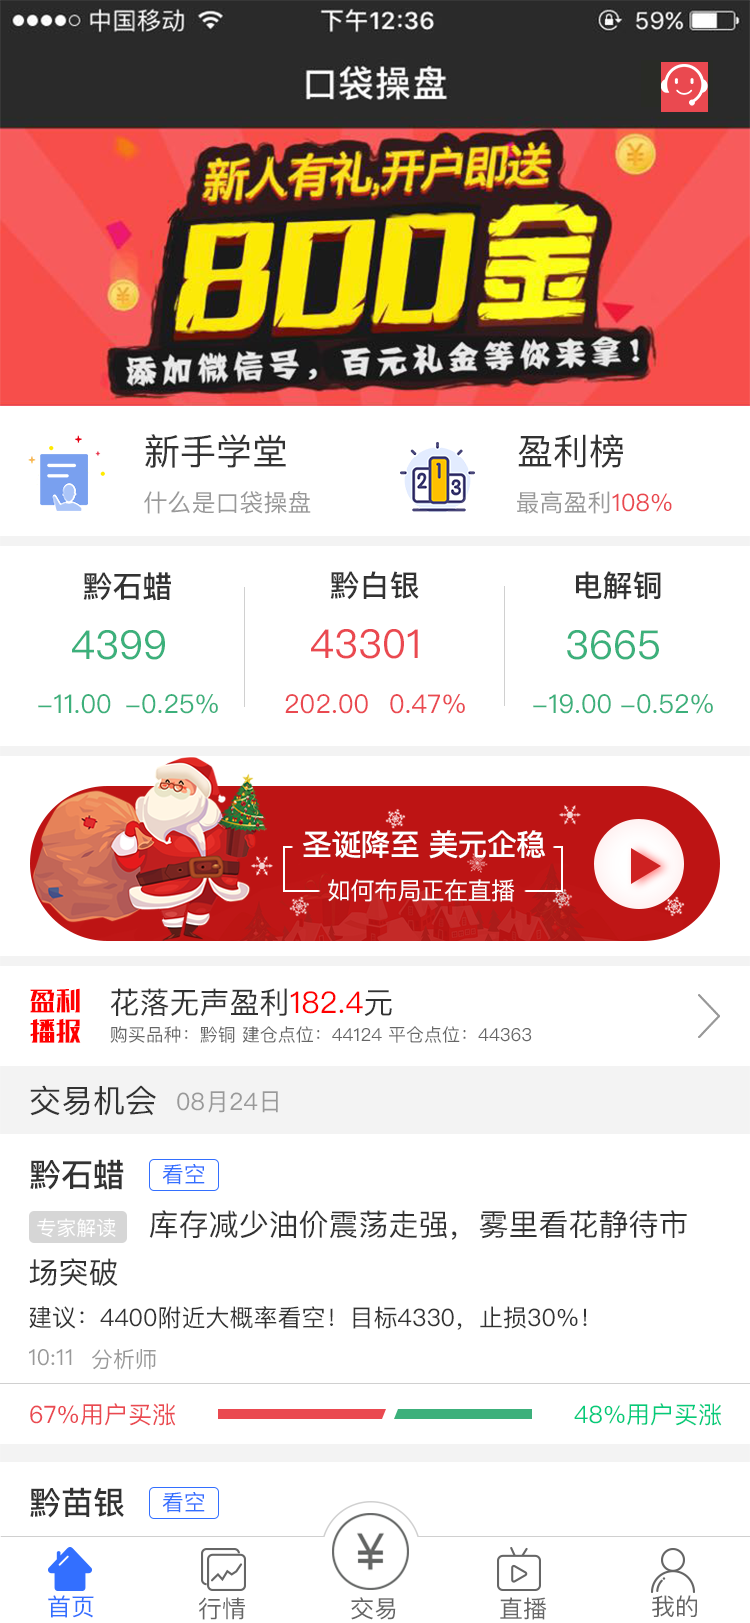 中国移动 下午12:36 59%
口袋操盘
新人有礼,开户即送
800金
添加微信号，百元礼金等你来拿！
新手学堂
什么是口袋操盘
1
2 3
盈利榜
最高盈利108%
黔石蜡 黔白银 电解铜
4399 43301 3665
-11.00 -0.25% 202.00 0.47% -19.00 -0.52%
圣诞降至 美元企稳
如何布局正在直播
盈利
播报
花落无声盈利182.4元
购买品种：黔铜 建仓点位：44124 平仓点位：44363
交易机会 08月24日
黔石蜡 看空
专家解读 库存减少油价震荡走强，雾里看花静待市
场突破
建议：4400附近大概率看空！目标4330，止损30%！
10:11 分析师
67%用户买涨 48%用户买涨
黔苗银 看空
¥
首页 行情 交易 直播 我的